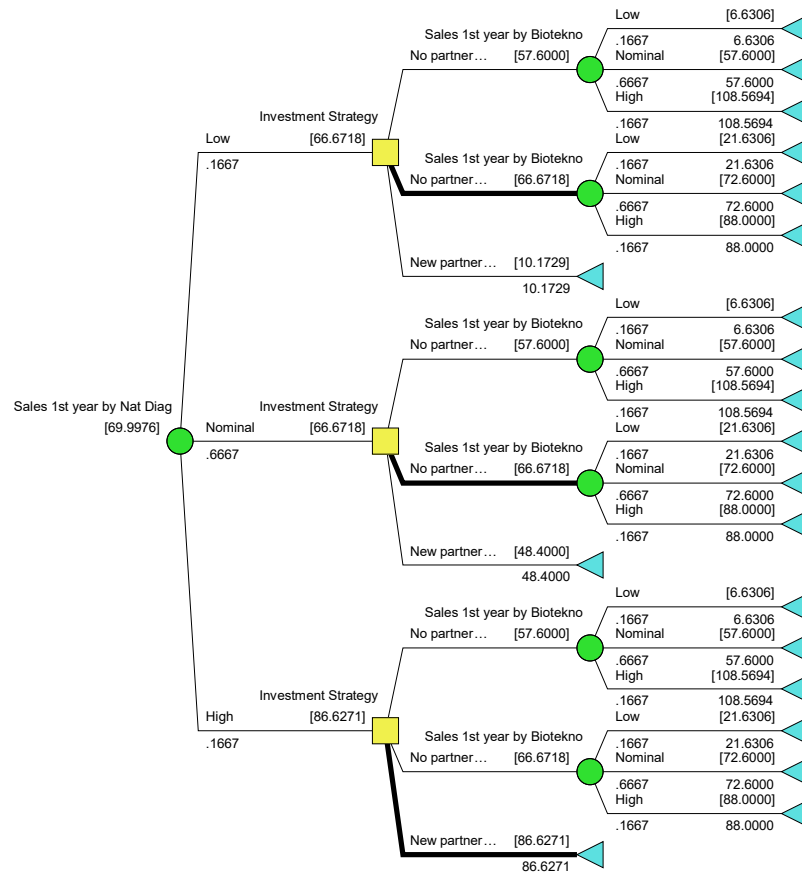 Sales 1st year by Nat Diag
[69.9976]
Low
.1667
Investment Strategy
[66.6718]
Sales 1st year by Biotekno
No partner… [57.6000]
Low [6.6306]
.1667 6.6306
Nominal [57.6000]
.6667 57.6000
High [108.5694]
.1667 108.5694
Sales 1st year by Biotekno
No partner… [66.6718]
Low [21.6306]
.1667 21.6306
Nominal [72.6000]
.6667 72.6000
High [88.0000]
.1667 88.0000
New partner… [10.1729]
10.1729
Nominal
.6667
Investment Strategy
[66.6718]
Sales 1st year by Biotekno
No partner… [57.6000]
Low [6.6306]
.1667 6.6306
Nominal [57.6000]
.6667 57.6000
High [108.5694]
.1667 108.5694
Sales 1st year by Biotekno
No partner… [66.6718]
Low [21.6306]
.1667 21.6306
Nominal [72.6000]
.6667 72.6000
High [88.0000]
.1667 88.0000
New partner… [48.4000]
48.4000
High
.1667
Investment Strategy
[86.6271]
Sales 1st year by Biotekno
No partner… [57.6000]
Low [6.6306]
.1667 6.6306
Nominal [57.6000]
.6667 57.6000
High [108.5694]
.1667 108.5694
Sales 1st year by Biotekno
No partner… [66.6718]
Low [21.6306]
.1667 21.6306
Nominal [72.6000]
.6667 72.6000
High [88.0000]
.1667 88.0000
New partner… [86.6271]
86.6271